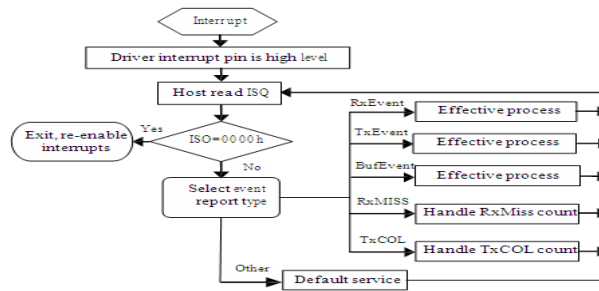 Interrupt
Driver interrupt pin is high level
Host read ISQ
Yes
ISO=0000h
Exit, re-enable
interrupts
No
Select event
report type
RxEvent
Effective process
TxEvent
Effective process
BufEvent
Effective process
RxMISS
Handle RxMiss count
TxCOL
Handle TxCOL count
Other
Default service